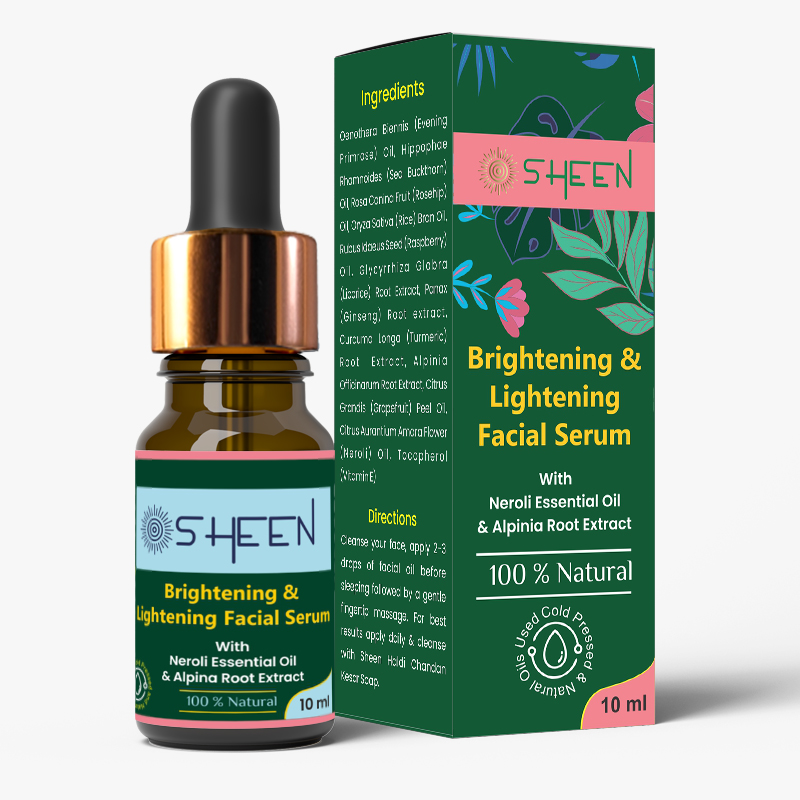 SHEEN
Brightening &
Lightening Facial Serum
With
Neroli Essential Oil
& Alpina Root Extract
100 % Natural
10 ml
Ingredients
Oenothera Biennis (Evening
Primrose) Oil, Hippophae
Rhamnoides (Sea Buckthorn)
Oil, Rosa Canina Fruit (Rosehip)
Oil, Oryza Sativa (Rice) Bran Oil,
Rubus Idaeus Seed (Raspberry)
Oil, Glycyrrhiza Glabra
(Licorice) Root Extract, Panax
(Ginseng) Root extract,
Curcuma Longa (Turmeric)
Root Extract, Alpinia
Officinarum Root Extract, Citrus
Grandis (Grapefruit) Peel Oil,
Citrus Aurantium Amara Flower
(Neroli) Oil, Tocopherol
(Vitamin E)
Directions
Cleanse your face, apply 2-3
drops of facial oil before
sleeping followed by a gentle
fingertic massage. For best
results apply daily & cleanse
with Sheen Haldi Chandan
Kesar Soap.
SHEEN
Brightening &
Lightening
Facial Serum
With
Neroli Essential Oil
& Alpinia Root Extract
100 % Natural
Used Cold Pressed & Natural Oils
10 ml